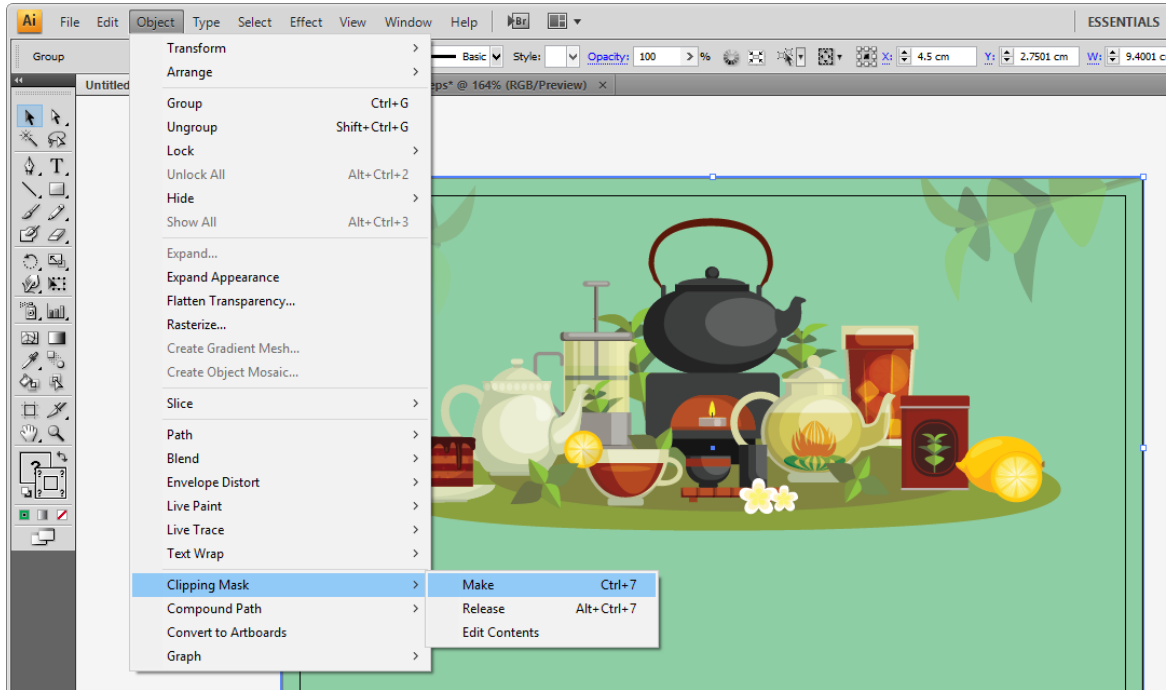 Ai File Edit Object Type Select Effect View Window Help Br ESSENTIALS
Group Basic Style: Opacity: 100 % X: 4.5 cm Y: 2.7501 cm W: 9.4001 c
Untitled eps* @ 164% (RGB/Preview) ×
Transform
Arrange
Group Ctrl+G
Ungroup Shift+Ctrl+G
Lock
Unlock All Alt+Ctrl+2
Hide
Show All Alt+Ctrl+3
Expand...
Expand Appearance
Flatten Transparency...
Rasterize...
Create Gradient Mesh...
Create Object Mosaic...
Slice
Path
Blend
Envelope Distort
Live Paint
Live Trace
Text Wrap
Clipping Mask Make Ctrl+7
Compound Path Release Alt+Ctrl+7
Convert to Artboards Edit Contents
Graph